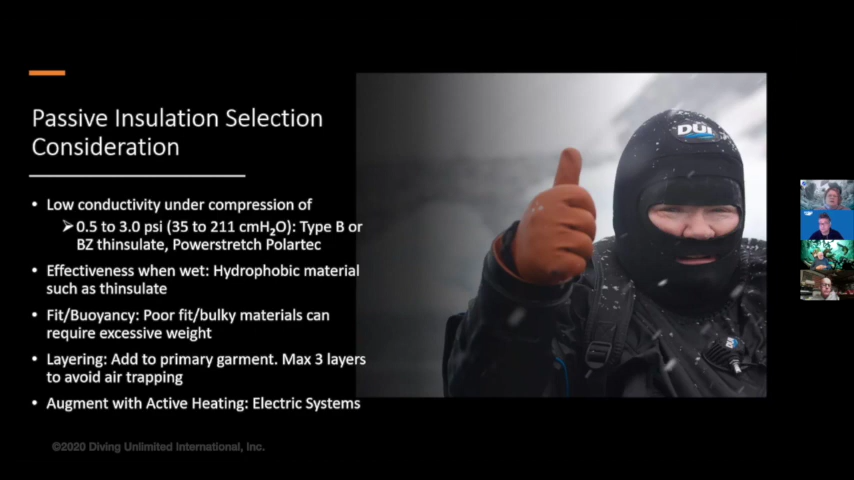 Passive Insulation Selection
Consideration
• Low conductivity under compression of
➢0.5 to 3.0 psi (35 to 211 cmH₂O): Type B or
BZ thinsulate, Powerstretch Polartec
• Effectiveness when wet: Hydrophobic material
such as thinsulate
• Fit/Buoyancy: Poor fit/bulky materials can
require excessive weight
• Layering: Add to primary garment. Max 3 layers
to avoid air trapping
• Augment with Active Heating: Electric Systems
DUI
©2020 Diving Unlimited International, Inc.